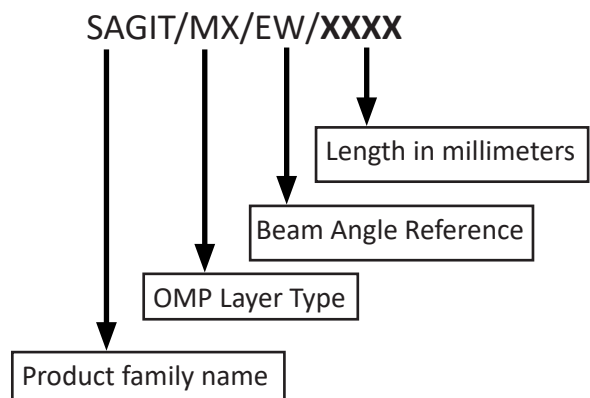 SAGIT/MX/EW/XXXX
Length in millimeters
Beam Angle Reference
OMP Layer Type
Product family name